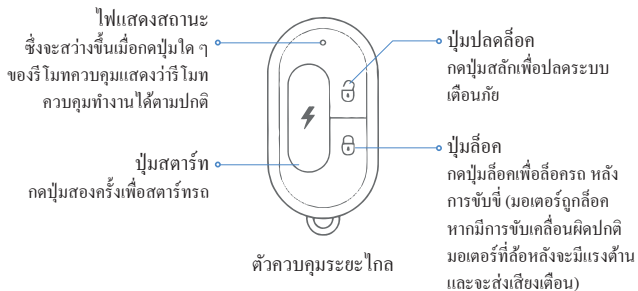 ไฟแสดงสถานะ
ซึ่งจะสว่างขึ้นเมื่อกดปุ่มใด ๆ
ของรีโมทควบคุมแสดงว่ารีโมท
ควบคุมทำงานได้ตามปกติ
ปุ่มสตาร์ท
กดปุ่มสองครั้งเพื่อสตาร์ทรถ
ปุ่มปลดล็อค
กดปุ่มสลักเพื่อปลดระบบ
เตือนภัย
ปุ่มล็อค
กดปุ่มล็อคเพื่อล็อครถ หลัง
การขับขี่ (มอเตอร์ถูกล็อค
หากมีการขับเคลื่อนผิดปกติ
มอเตอร์ที่ล้อหลังจะมีแรงต้าน
และจะส่งเสียงเตือน)
ตัวควบคุมระยะไกล